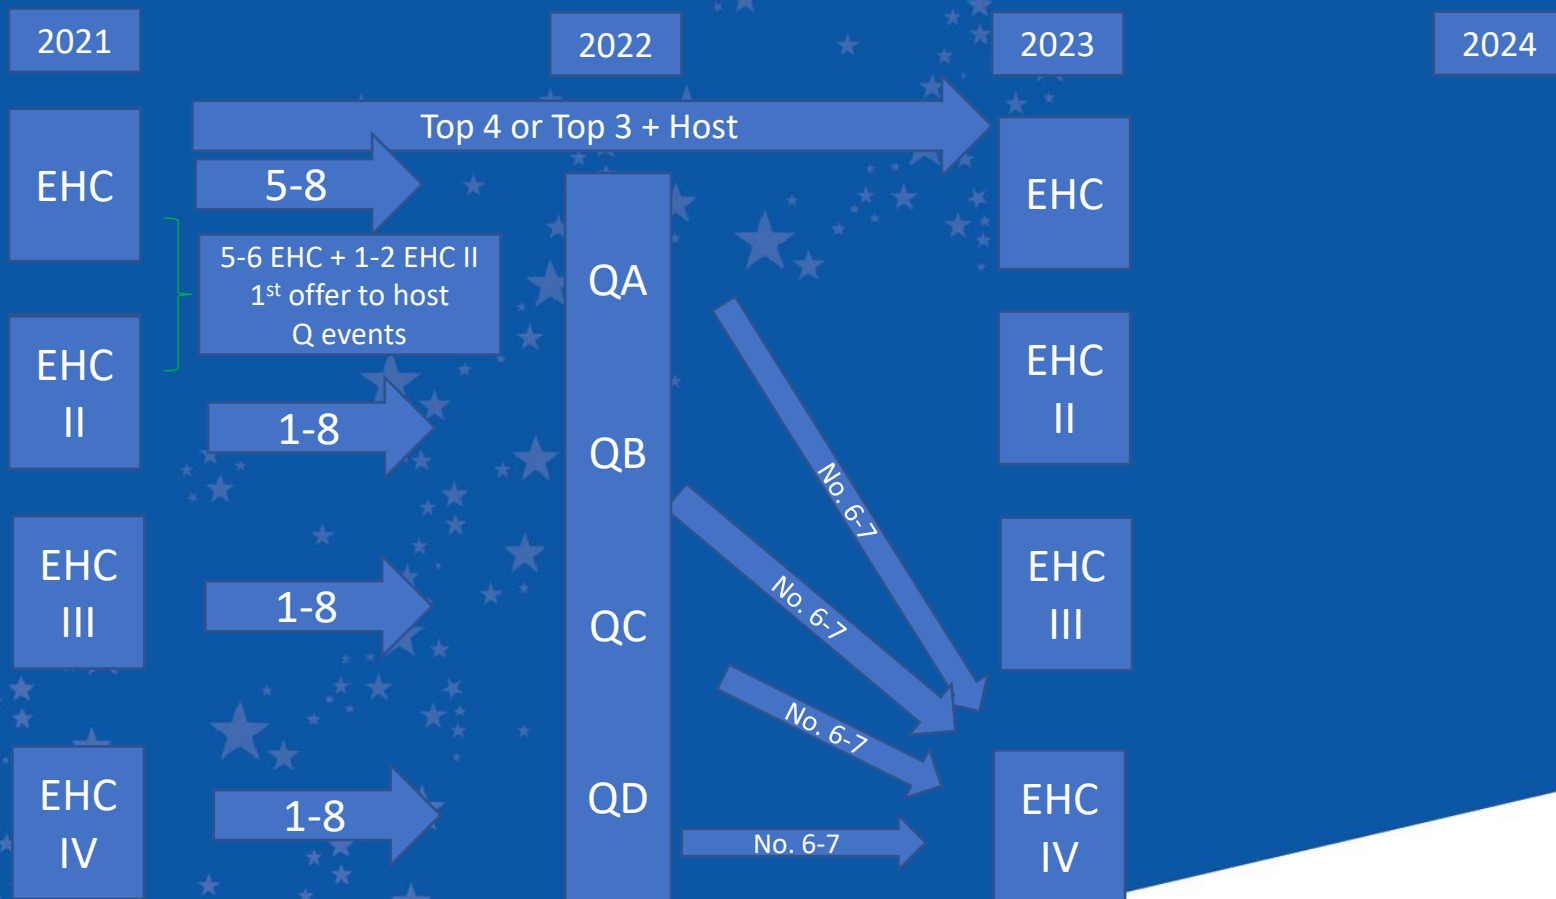 2021
2022
2023
2024
Top 4 or Top 3 + Host
EHC
5-8
5-6 EHC + 1-2 EHC II
1st offer to host
Q events
EHC
II
1-8
EHC
III
1-8
EHC
IV
1-8
QA
QB
QC
QD
No. 6-7
No. 6-7
No. 6-7
No. 6-7
EHC
EHC
II
EHC
III
EHC
IV